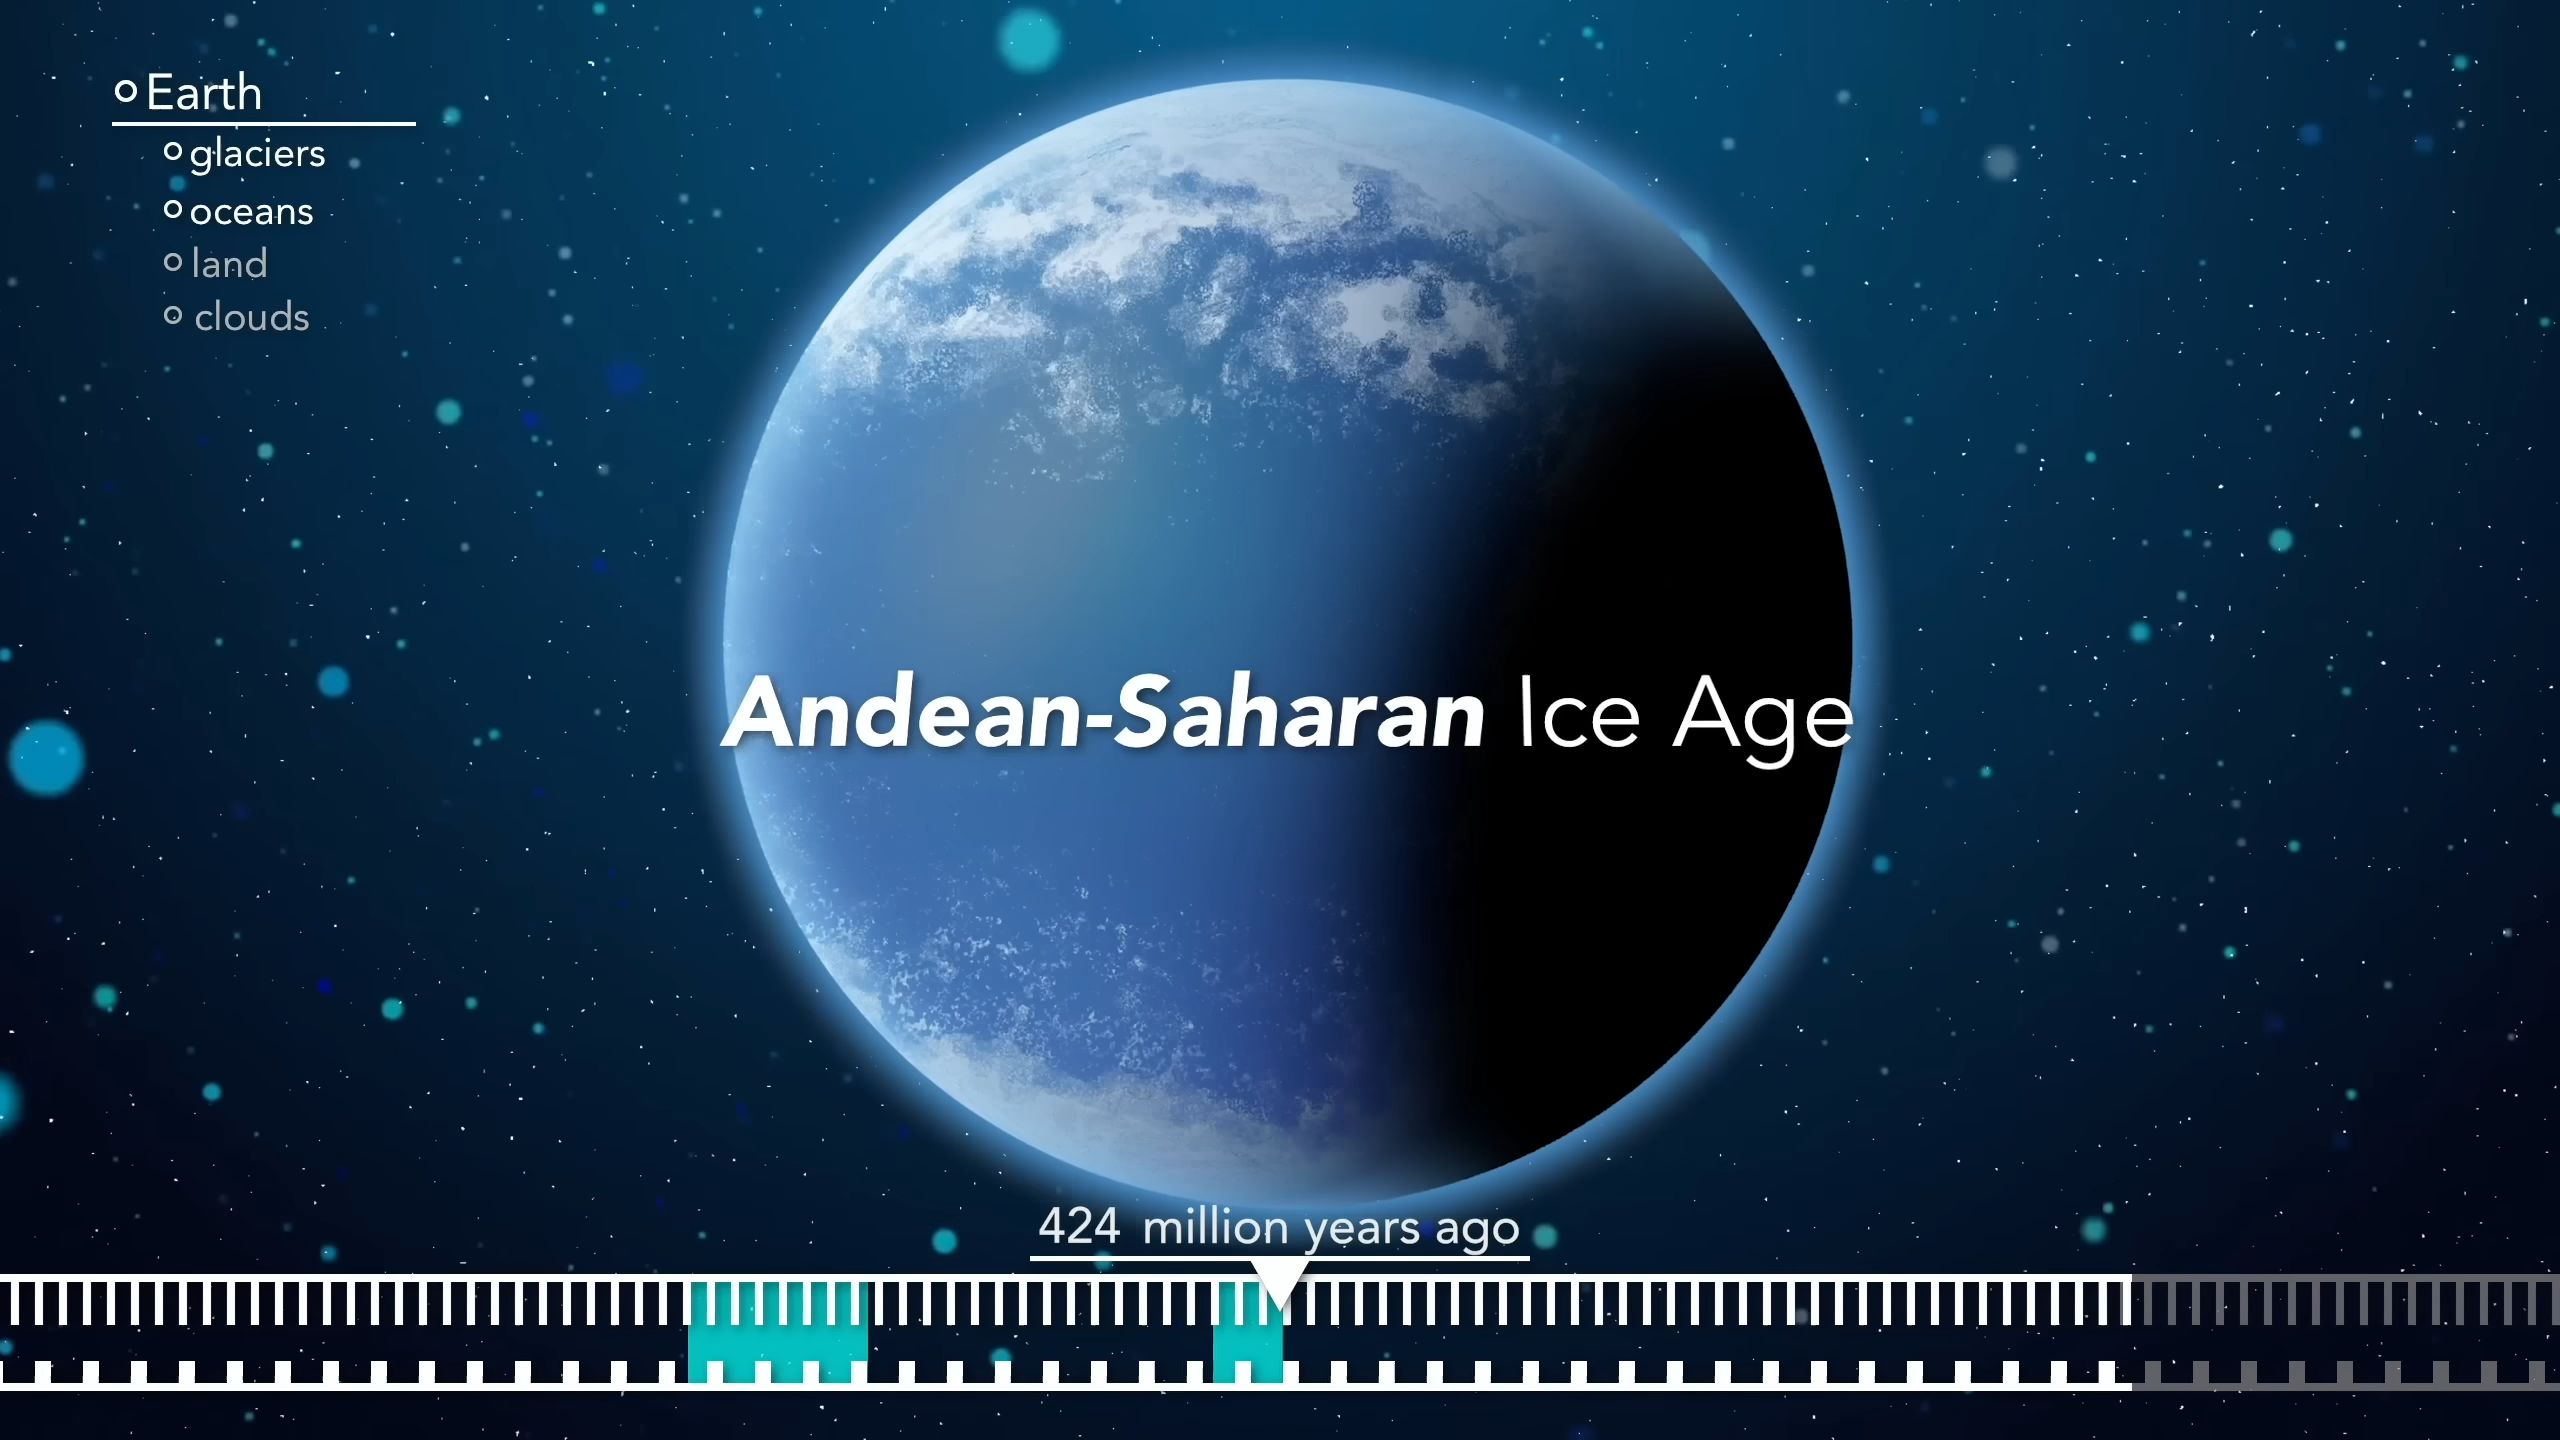 Earth
glaciers
oceans
land
clouds
Andean-Saharan Ice Age
424 million years ago